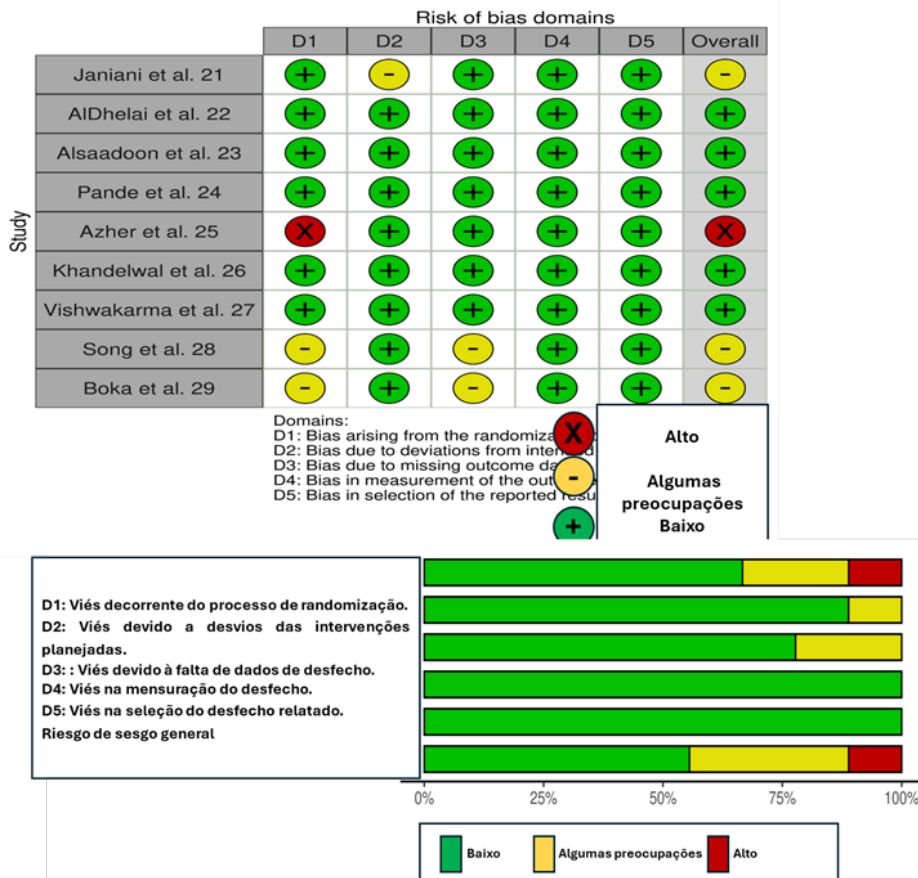 Risk of bias domains
D1 D2 D3 D4 D5 Overall
Study
Janiani et al. 21 + - + + + -
AlDhelai et al. 22 + + + + + +
Alsaadoon et al. 23 + + + + + +
Pande et al. 24 + + + + + +
Azher et al. 25 X + + + + X
Khandelwal et al. 26 + + + + + +
Vishwakarma et al. 27 + + + + + +
Song et al. 28 - + - + + -
Boka et al. 29 - + - + + -
Domains:
D1: Bias arising from the
D2: Bias due to deviations from
D3: Bias due to missing outcome
D4: Bias in measurement of the
D5: Bias in selection of the reported
X Alto
- Algumas
preocupações
+ Baixo
D1: Viés decorrente do processo de randomização.
D2: Viés devido a desvios das intervenções
planejadas.
D3: : Viés devido à falta de dados de desfecho.
D4: Viés na mensuração do desfecho.
D5: Viés na seleção do desfecho relatado.
Riesgo de sesgo general
0% 25% 50% 75% 100%
Baixo Algumas preocupações Alto